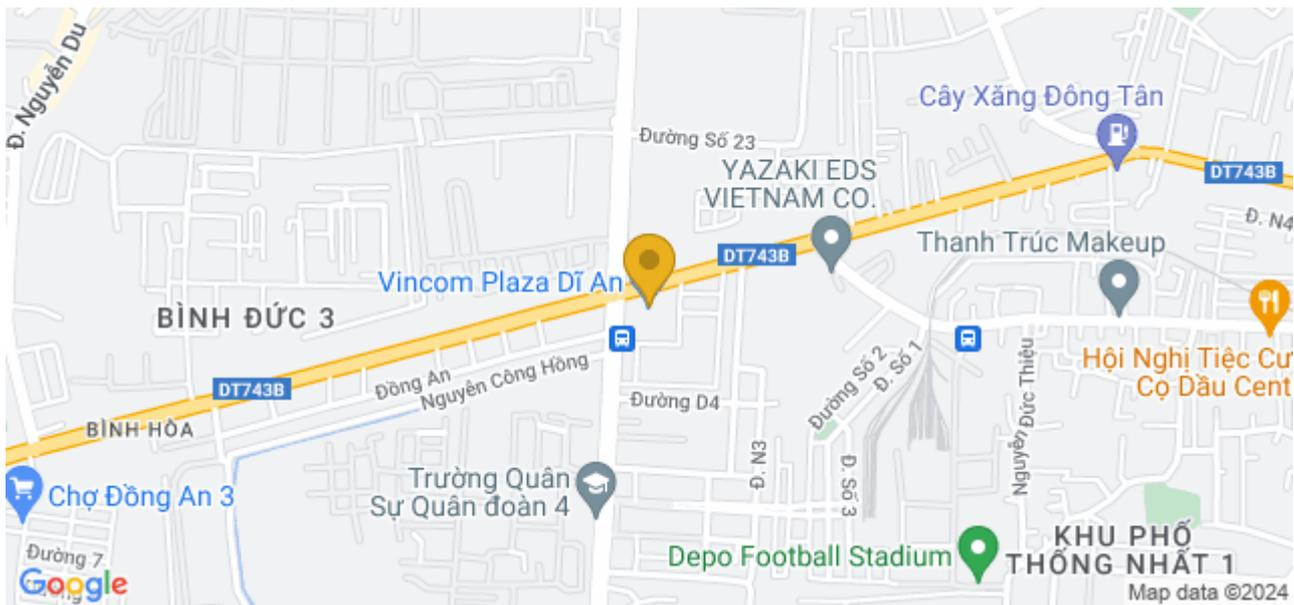 Đ. Nguyễn Du
Cây Xăng Đông Tân
Đường Số 23
YAZAKI EDS
VIETNAM CO.
DT743B
Đ. N4
Thanh Trúc Makeup
DT743B
Vincom Plaza Dĩ An
BÌNH ĐỨC 3
Hội Nghị Tiệc Cư
Cọ Dầu Cent
Đồng An
Nguyễn Công Hồng
DT743B
Đường Số 2
Đ. Số 1
Nguyễn Đức Thiệu
Đường D4
BÌNH HÒA
Đ. N3
Đ. Số 3
Trường Quân
Sự Quân đoàn 4
Chợ Đồng An 3
KHU PHỐ
THỐNG NHẤT 1
Depo Football Stadium
Đường 7
Google
Map data ©2024